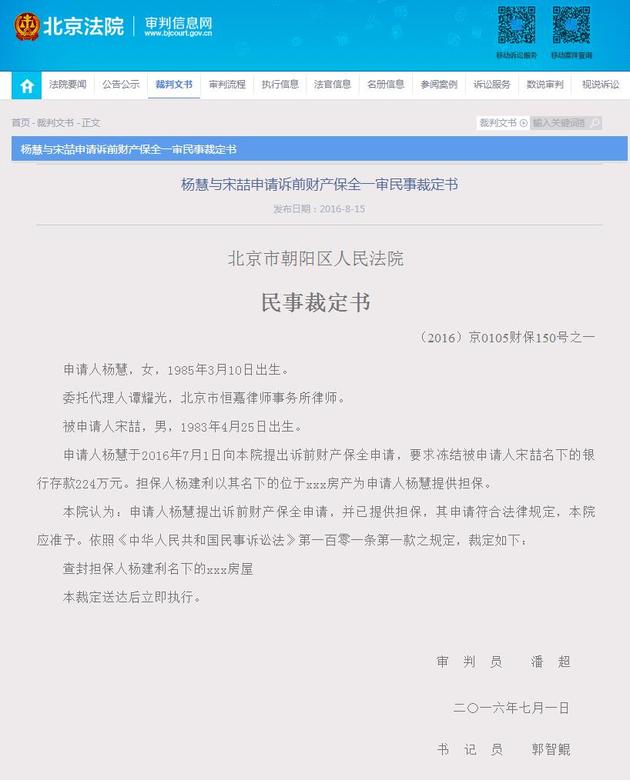 北京法院 审判信息网
www.bjcourt.gov.cn
移动诉讼服务 移动案件查询
法院要闻 公告公示 裁判文书 审判流程 执行信息 法官信息 名册信息 参阅案例 诉讼服务 数说审判 视说诉讼
首页 - 裁判文书 - 正文 裁判文书 输入关键词搜
杨慧与宋喆申请诉前财产保全一审民事裁定书
杨慧与宋喆申请诉前财产保全一审民事裁定书
发布日期：2016-8-15
北京市朝阳区人民法院
民事裁定书
（2016）京0105财保150号之一
申请人杨慧，女，1985年3月10日出生。
委托代理人谭耀光，北京市恒嘉律师事务所律师。
被申请人宋喆，男，1983年4月25日出生。
申请人杨慧于2016年7月1日向本院提出诉前财产保全申请，要求冻结被申请人宋喆名下的银
行存款224万元。担保人杨建利以其名下的位于xxx房产为申请人杨慧提供担保。
本院认为：申请人杨慧提出诉前财产保全申请，并已提供担保，其申请符合法律规定，本院
应准予。依照《中华人民共和国民事诉讼法》第一百零一条第一款之规定，裁定如下：
查封担保人杨建利名下的xxx房屋
本裁定送达后立即执行。
审 判 员 潘 超
二〇一六年七月一日
书 记 员 郭智鲲